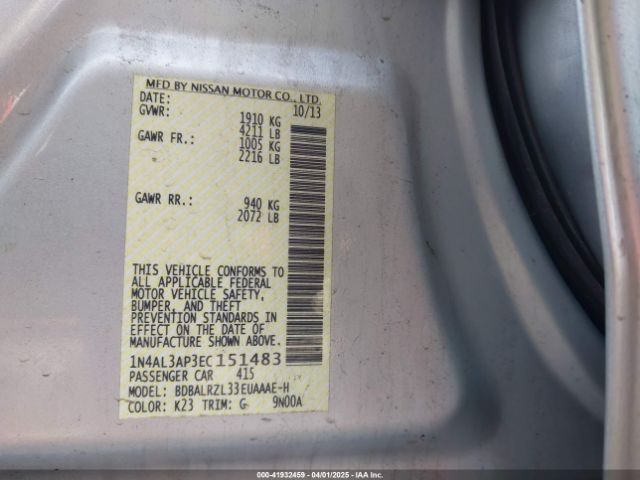 MFD BY NISSAN MOTOR CO., LTD.
DATE: 10/13
GVWR: 1910 KG
4211 LB
GAWR FR.: 1005 KG
2216 LB
GAWR RR.: 940 KG
2072 LB
THIS VEHICLE CONFORMS TO
ALL APPLICABLE FEDERAL
MOTOR VEHICLE SAFETY,
BUMPER, AND THEFT
PREVENTION STANDARDS IN
EFFECT ON THE DATE OF
MANUFACTURE SHOWN ABOVE.
1N4AL3AP3EC151483
PASSENGER CAR 415
MODEL: BDBALRZL33EUAAAE-H
COLOR: K23 TRIM: G 9N00A
000-41932459 - 04/01/2025 - IAA Inc.